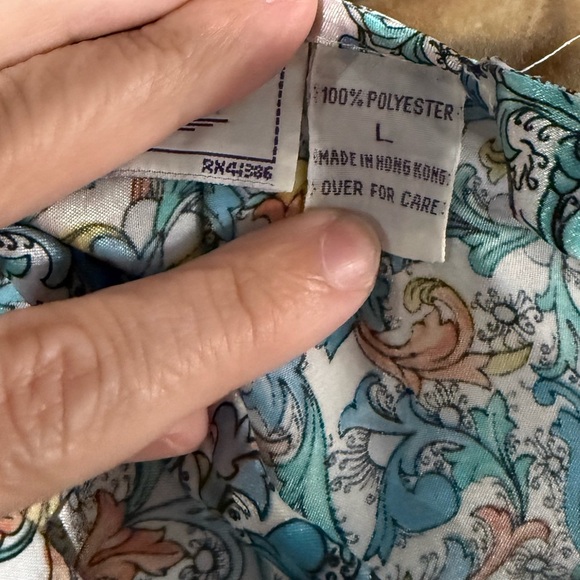 RN41386
100% POLYESTER
L
MADE IN HONG KONG
OVER FOR CARE